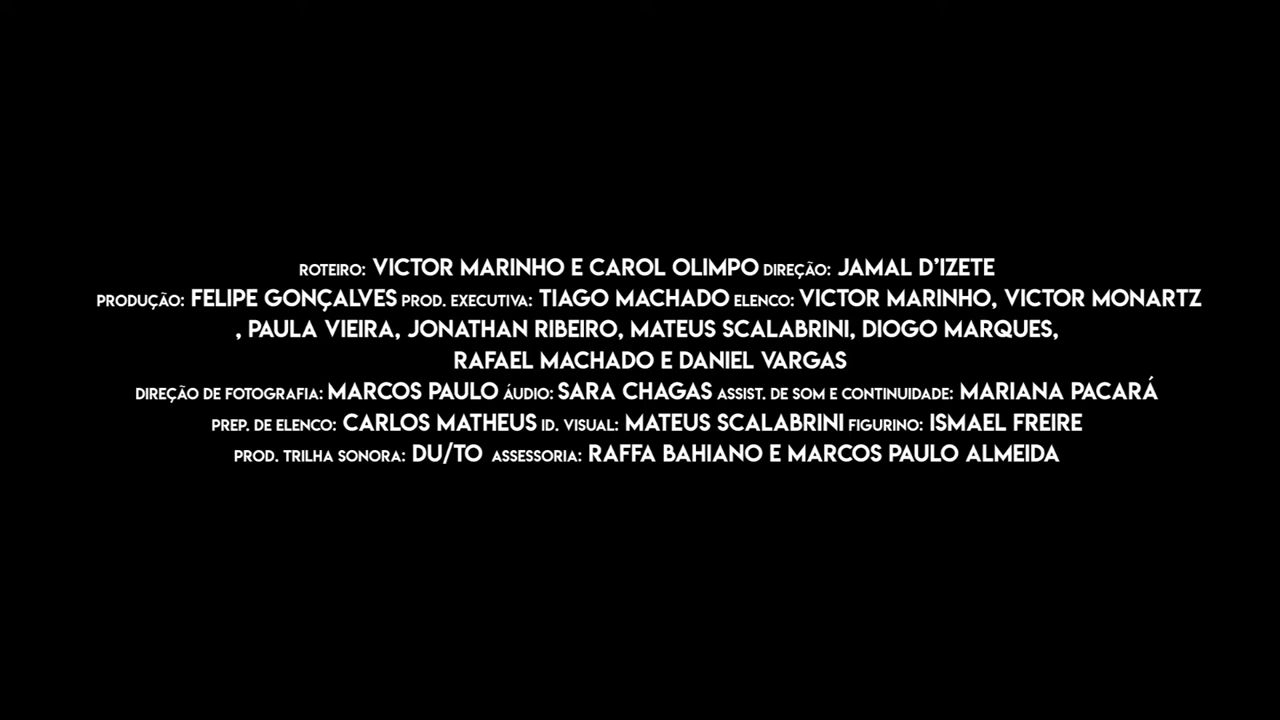 ROTEIRO: VICTOR MARINHO E CAROL OLIMPO DIREÇÃO: JAMAL D'IZETE
PRODUÇÃO: FELIPE GONÇALVES PROD. EXECUTIVA: TIAGO MACHADO ELENCO: VICTOR MARINHO, VICTOR MONARTZ
, PAULA VIEIRA, JONATHAN RIBEIRO, MATEUS SCALABRINI, DIOGO MARQUES,
RAFAEL MACHADO E DANIEL VARGAS
DIREÇÃO DE FOTOGRAFIA: MARCOS PAULO ÁUDIO: SARA CHAGAS ASSIST. DE SOM E CONTINUIDADE: MARIANA PACARÁ
PREP. DE ELENCO: CARLOS MATHEUS ID. VISUAL: MATEUS SCALABRINI FIGURINO: ISMAEL FREIRE
PROD. TRILHA SONORA: DU/TO ASSESSORIA: RAFFA BAHIANO E MARCOS PAULO ALMEIDA